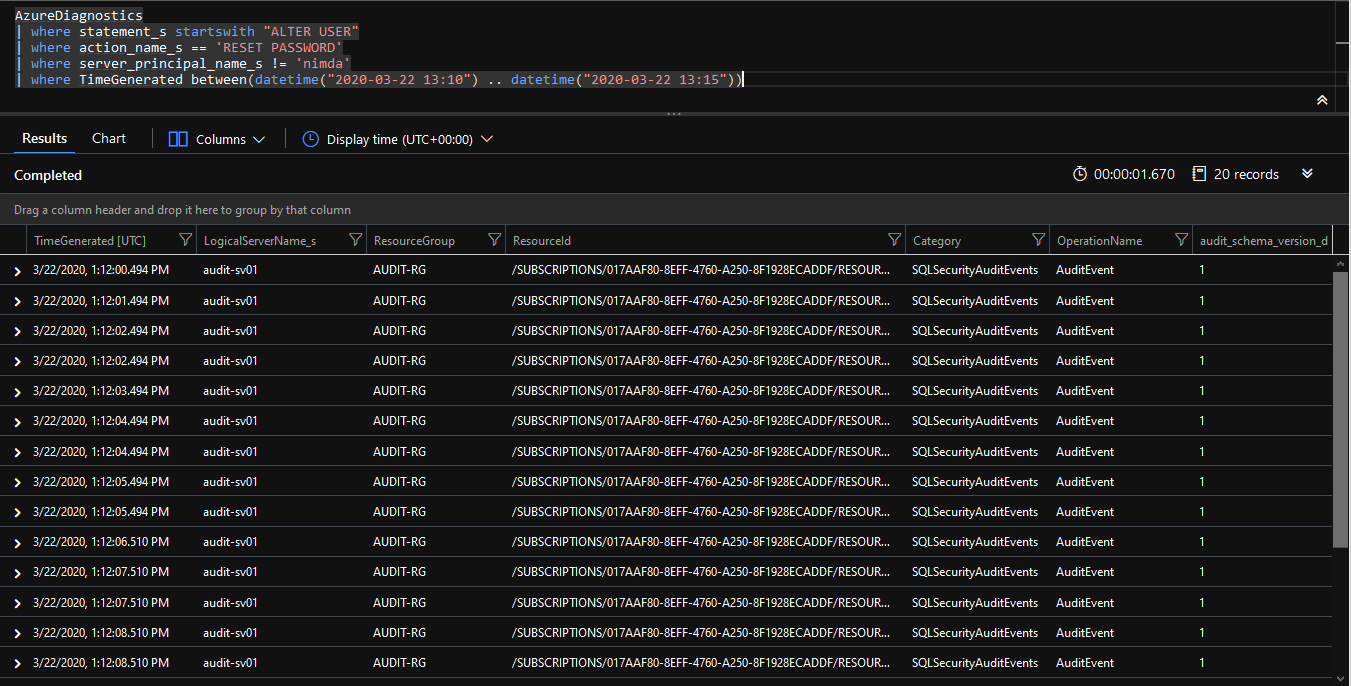 AzureDiagnostics
| where statement_s startswith "ALTER USER"
| where action_name_s == 'RESET PASSWORD'
| where server_principal_name_s != 'nimda'
| where TimeGenerated between(datetime("2020-03-22 13:10") .. datetime("2020-03-22 13:15"))
Results Chart Columns Display time (UTC+00:00)
Completed 00:00:01.670 20 records
Drag a column header and drop it here to group by that column
TimeGenerated [UTC] LogicalServerName_s ResourceGroup ResourceId Category OperationName audit_schema_version_d
3/22/2020, 1:12:00.494 PM audit-sv01 AUDIT-RG /SUBSCRIPTIONS/017AAF80-8EFF-4760-A250-8F1928ECADDF/RESOUR... SQLSecurityAuditEvents AuditEvent 1
3/22/2020, 1:12:01.494 PM audit-sv01 AUDIT-RG /SUBSCRIPTIONS/017AAF80-8EFF-4760-A250-8F1928ECADDF/RESOUR... SQLSecurityAuditEvents AuditEvent 1
3/22/2020, 1:12:02.494 PM audit-sv01 AUDIT-RG /SUBSCRIPTIONS/017AAF80-8EFF-4760-A250-8F1928ECADDF/RESOUR... SQLSecurityAuditEvents AuditEvent 1
3/22/2020, 1:12:02.494 PM audit-sv01 AUDIT-RG /SUBSCRIPTIONS/017AAF80-8EFF-4760-A250-8F1928ECADDF/RESOUR... SQLSecurityAuditEvents AuditEvent 1
3/22/2020, 1:12:03.494 PM audit-sv01 AUDIT-RG /SUBSCRIPTIONS/017AAF80-8EFF-4760-A250-8F1928ECADDF/RESOUR... SQLSecurityAuditEvents AuditEvent 1
3/22/2020, 1:12:04.494 PM audit-sv01 AUDIT-RG /SUBSCRIPTIONS/017AAF80-8EFF-4760-A250-8F1928ECADDF/RESOUR... SQLSecurityAuditEvents AuditEvent 1
3/22/2020, 1:12:04.494 PM audit-sv01 AUDIT-RG /SUBSCRIPTIONS/017AAF80-8EFF-4760-A250-8F1928ECADDF/RESOUR... SQLSecurityAuditEvents AuditEvent 1
3/22/2020, 1:12:05.494 PM audit-sv01 AUDIT-RG /SUBSCRIPTIONS/017AAF80-8EFF-4760-A250-8F1928ECADDF/RESOUR... SQLSecurityAuditEvents AuditEvent 1
3/22/2020, 1:12:05.494 PM audit-sv01 AUDIT-RG /SUBSCRIPTIONS/017AAF80-8EFF-4760-A250-8F1928ECADDF/RESOUR... SQLSecurityAuditEvents AuditEvent 1
3/22/2020, 1:12:06.510 PM audit-sv01 AUDIT-RG /SUBSCRIPTIONS/017AAF80-8EFF-4760-A250-8F1928ECADDF/RESOUR... SQLSecurityAuditEvents AuditEvent 1
3/22/2020, 1:12:07.510 PM audit-sv01 AUDIT-RG /SUBSCRIPTIONS/017AAF80-8EFF-4760-A250-8F1928ECADDF/RESOUR... SQLSecurityAuditEvents AuditEvent 1
3/22/2020, 1:12:07.510 PM audit-sv01 AUDIT-RG /SUBSCRIPTIONS/017AAF80-8EFF-4760-A250-8F1928ECADDF/RESOUR... SQLSecurityAuditEvents AuditEvent 1
3/22/2020, 1:12:08.510 PM audit-sv01 AUDIT-RG /SUBSCRIPTIONS/017AAF80-8EFF-4760-A250-8F1928ECADDF/RESOUR... SQLSecurityAuditEvents AuditEvent 1
3/22/2020, 1:12:08.510 PM audit-sv01 AUDIT-RG /SUBSCRIPTIONS/017AAF80-8EFF-4760-A250-8F1928ECADDF/RESOUR... SQLSecurityAuditEvents AuditEvent 1